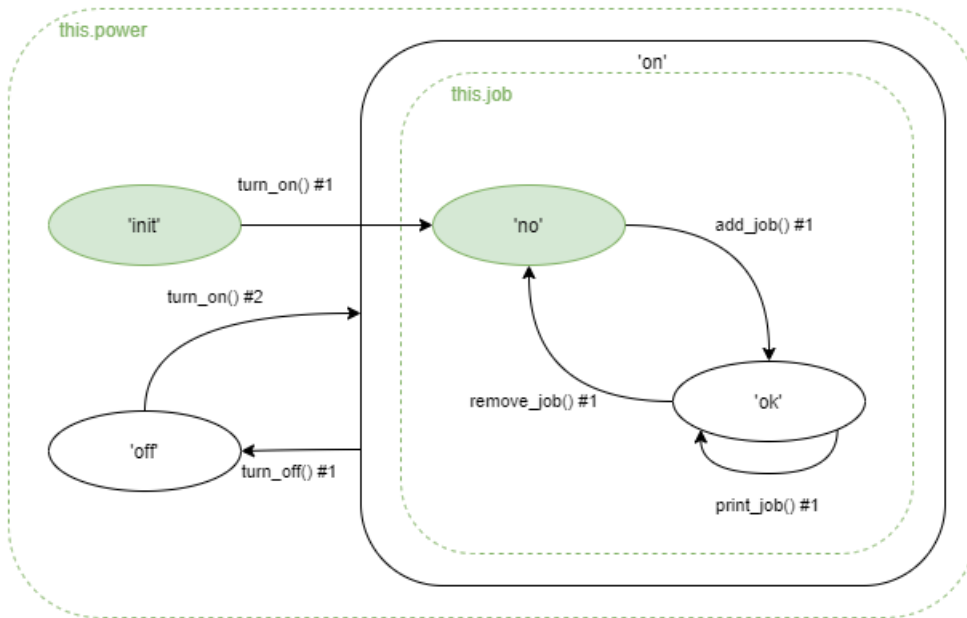 this.power
'on'
this.job
turn_on() #1
'init'
'no'
add_job() #1
turn_on() #2
remove_job() #1
'ok'
'off'
turn_off() #1
print_job() #1